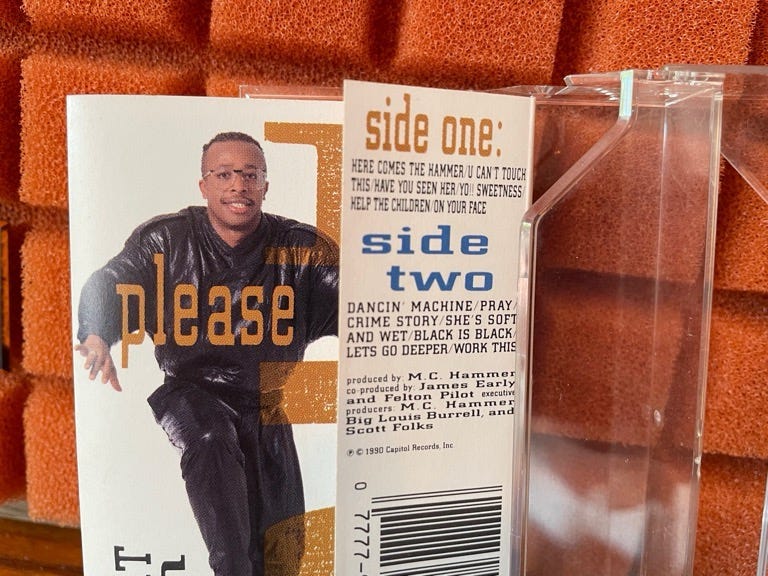 please
side one:
HERE COMES THE HAMMER/U CAN'T TOUCH
THIS/HAVE YOU SEEN HER/YO!! SWEETNESS/
HELP THE CHILDREN/ON YOUR FACE
side
two
DANCIN' MACHINE/PRAY/
CRIME STORY/SHE'S SOFT
AND WET/BLACK IS BLACK/
LETS GO DEEPER/WORK THIS
produced by: M.C. Hammer
co-produced by: James Early
and Felton Pilot executive
producers: M.C. Hammer
Big Louis Burrell, and
Scott Folks
℗ © 1990 Capitol Records, Inc.
0 7777-